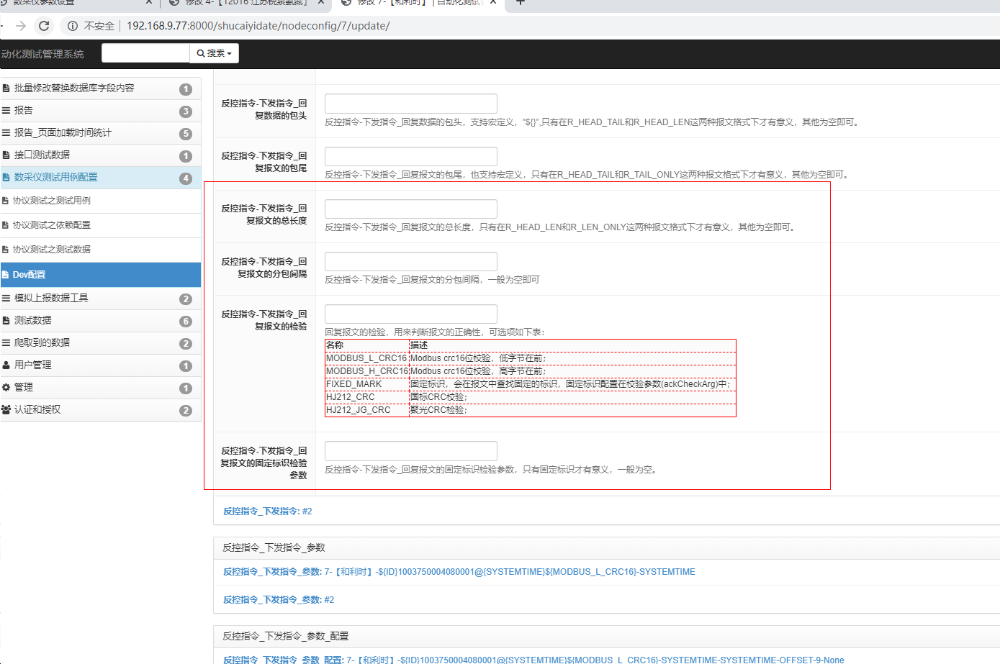 数采仪参数设置
修改 4-【12016 江苏锐泉氨氮】
修改 7-【和利时】 | 自动化测试
不安全 192.168.9.77:8000/shucaiyidate/nodeconfig/7/update/
动化测试管理系统
搜索
批量修改替换数据库字段内容 1
报告 3
报告_页面加载时间统计 5
接口测试数据 1
数采仪测试用例配置 4
协议测试之测试用例
协议测试之依赖配置
协议测试之测试数据
Dev配置
模拟上报数据工具 2
测试数据 6
爬取到的数据 2
用户管理 1
管理 1
认证和授权 2
反控指令-下发指令_回
复数据的包头
反控指令-下发指令_回复数据的包头，支持宏定义，"${}",只有在R_HEAD_TAIL和R_HEAD_LEN这两种报文格式下才有意义，其他为空即可。
反控指令-下发指令_回
复报文的包尾
反控指令-下发指令_回复报文的包尾，也支持宏定义，只有在R_HEAD_TAIL和R_TAIL_ONLY这两种报文格式下才有意义，其他为空即可。
反控指令-下发指令_回
复报文的总长度
反控指令-下发指令_回复报文的总长度，只有在R_HEAD_LEN和R_LEN_ONLY这两种报文格式下才有意义，其他为空即可。
反控指令-下发指令_回
复报文的分包间隔
反控指令-下发指令_回复报文的分包间隔，一般为空即可
反控指令-下发指令_回
复报文的检验
回复报文的检验，用来判断报文的正确性，可选项如下表：
名称 描述
MODBUS_L_CRC16 Modbus crc16位校验，低字节在前；
MODBUS_H_CRC16 Modbus crc16位校验，高字节在前；
FIXED_MARK 固定标识，会在报文中查找固定的标识，固定标识配置在校验参数(ackCheckArg)中；
HJ212_CRC 国标CRC校验；
HJ212_JG_CRC 聚光CRC检验；
反控指令-下发指令_回
复报文的固定标识检验
参数
反控指令-下发指令_回复报文的固定标识检验参数，只有固定标识才有意义，一般为空。
反控指令_下发指令: #2
反控指令_下发指令_参数
反控指令_下发指令_参数: 7-【和利时】-${ID}1003750004080001@{SYSTEMTIME}${MODBUS_L_CRC16}-SYSTEMTIME
反控指令_下发指令_参数: #2
反控指令_下发指令_参数_配置
反控指令_下发指令_参数_配置: 7-【和利时】-${ID}1003750004080001@{SYSTEMTIME}${MODBUS_L_CRC16}-SYSTEMTIME-SYSTEMTIME-OFFSET-9-None